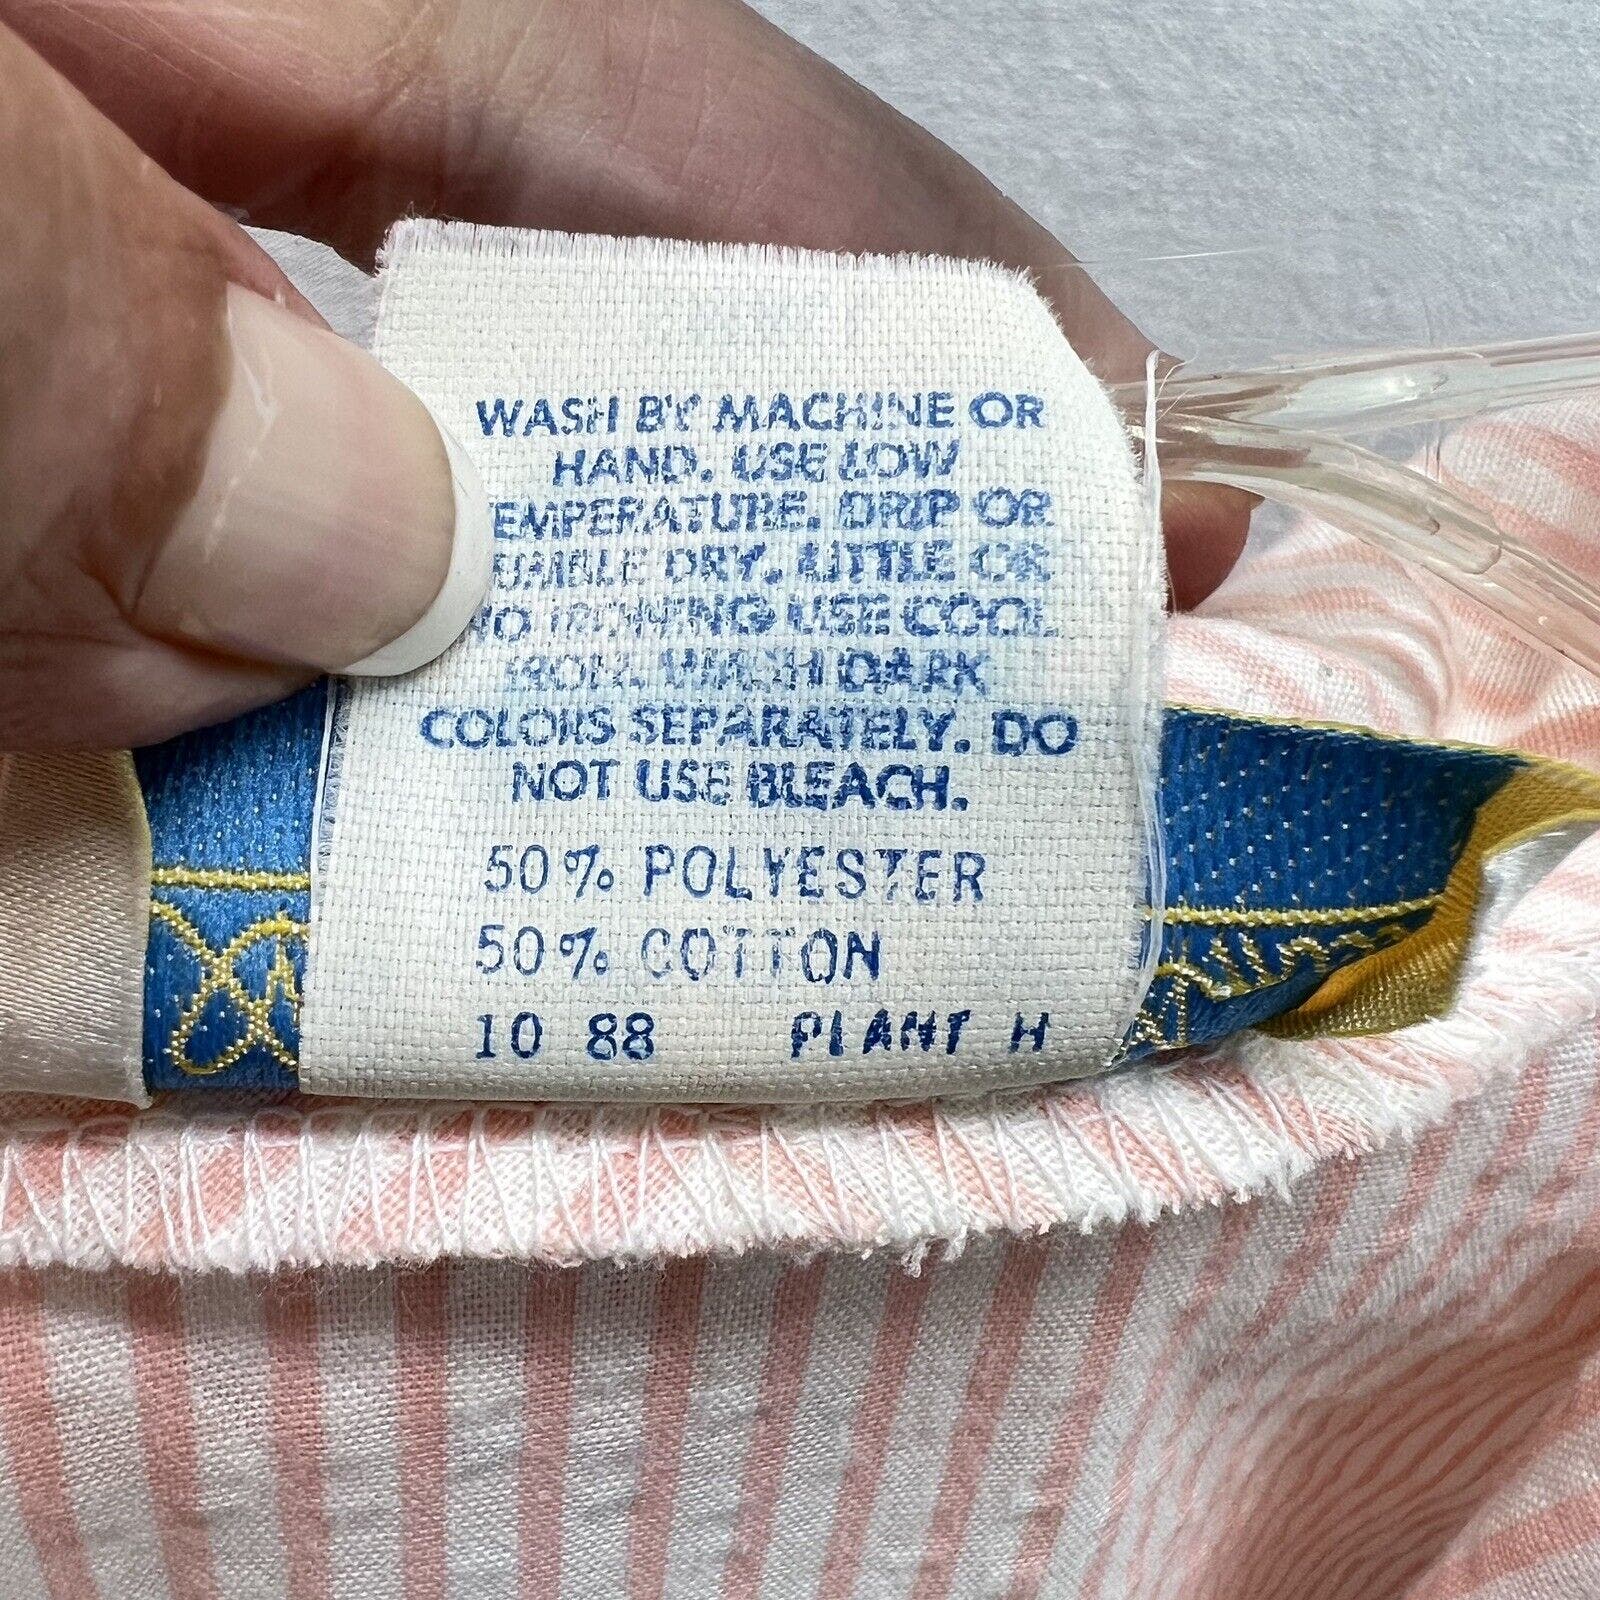 WASH BY MACHINE OR
HAND. USE LOW
TEMPERATURE. DRIP OR
TUMBLE DRY. LITTLE OR
NO IRONING USE COOL
IRON. WASH DARK
COLORS SEPARATELY. DO
NOT USE BLEACH.
50% POLYESTER
50% COTTON
10 88 PLANT H